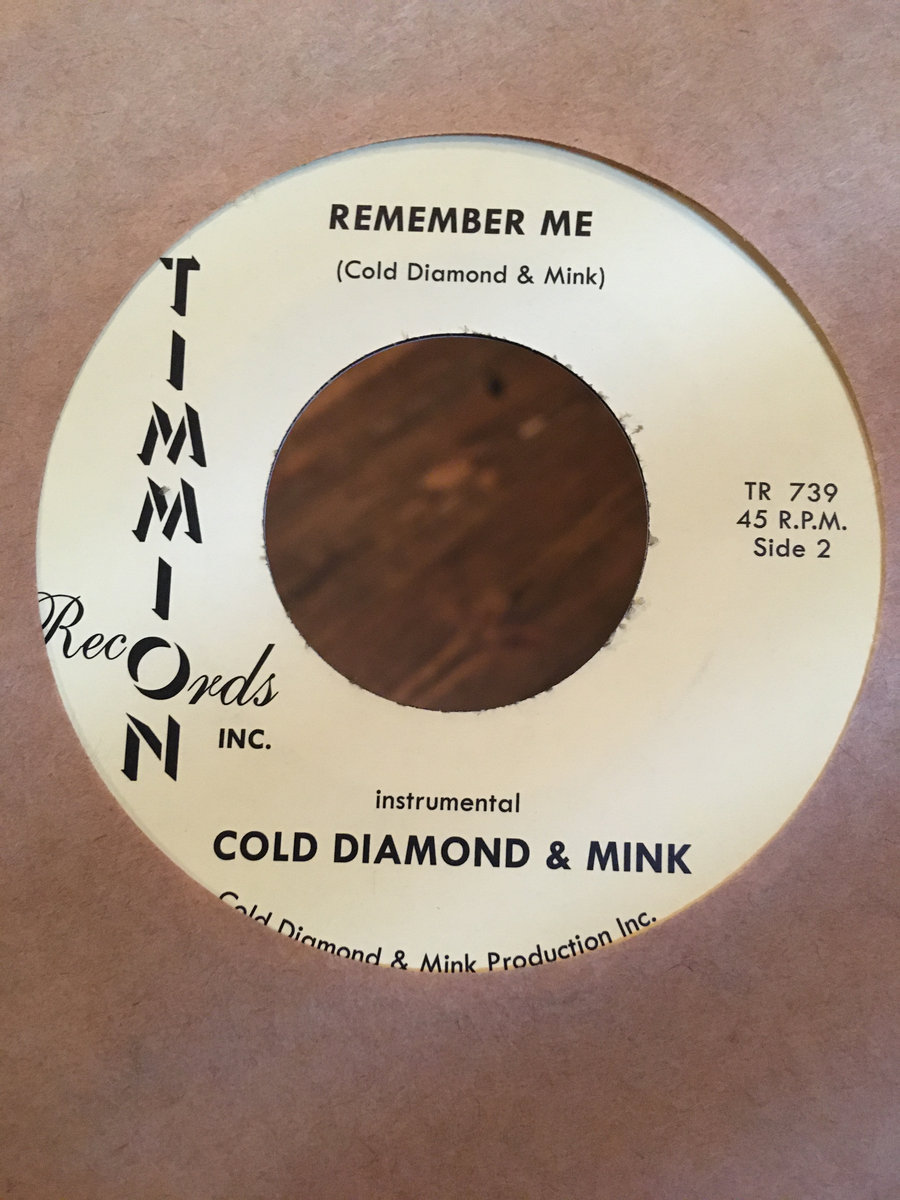 REMEMBER ME
(Cold Diamond & Mink)
TIMMION
Records
INC.
TR 739
45 R.P.M.
Side 2
instrumental
COLD DIAMOND & MINK
Cold Diamond & Mink Production Inc.